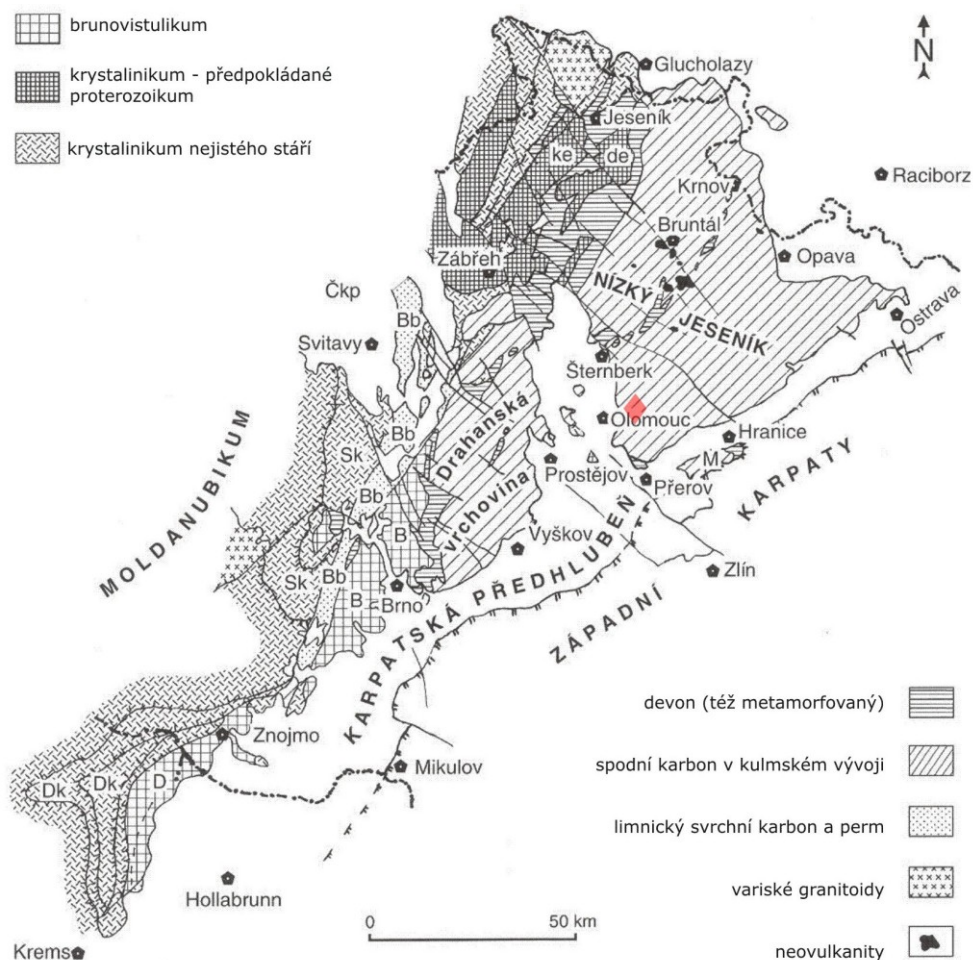 brunovistulikum
krystalinikum - předpokládané
proterozoikum
krystalinikum nejistého stáří
N
Glucholazy
Jeseník
ke
de
Raciborz
Krnov
Bruntál
Zábřeh
Opava
NÍZKÝ
JESENÍK
Čkp
Bb
Ostrava
Svitavy
Šternberk
Olomouc
Hranice
Bb
Sk
Drahanská
vrchovina
M
Prostějov
Přerov
KARPATY
MOLDANUBIKUM
Bb
B
Vyškov
Zlín
Sk
Bb
B
Brno
KARPATSKÁ PŘEDHLUBEŇ
ZÁPADNÍ
devon (též metamorfovaný)
Znojmo
Mikulov
spodní karbon v kulmském vývoji
Dk
Dk
D
limnický svrchní karbon a perm
Hollabrunn
variské granitoidy
0
50 km
Krems
neovulkanity